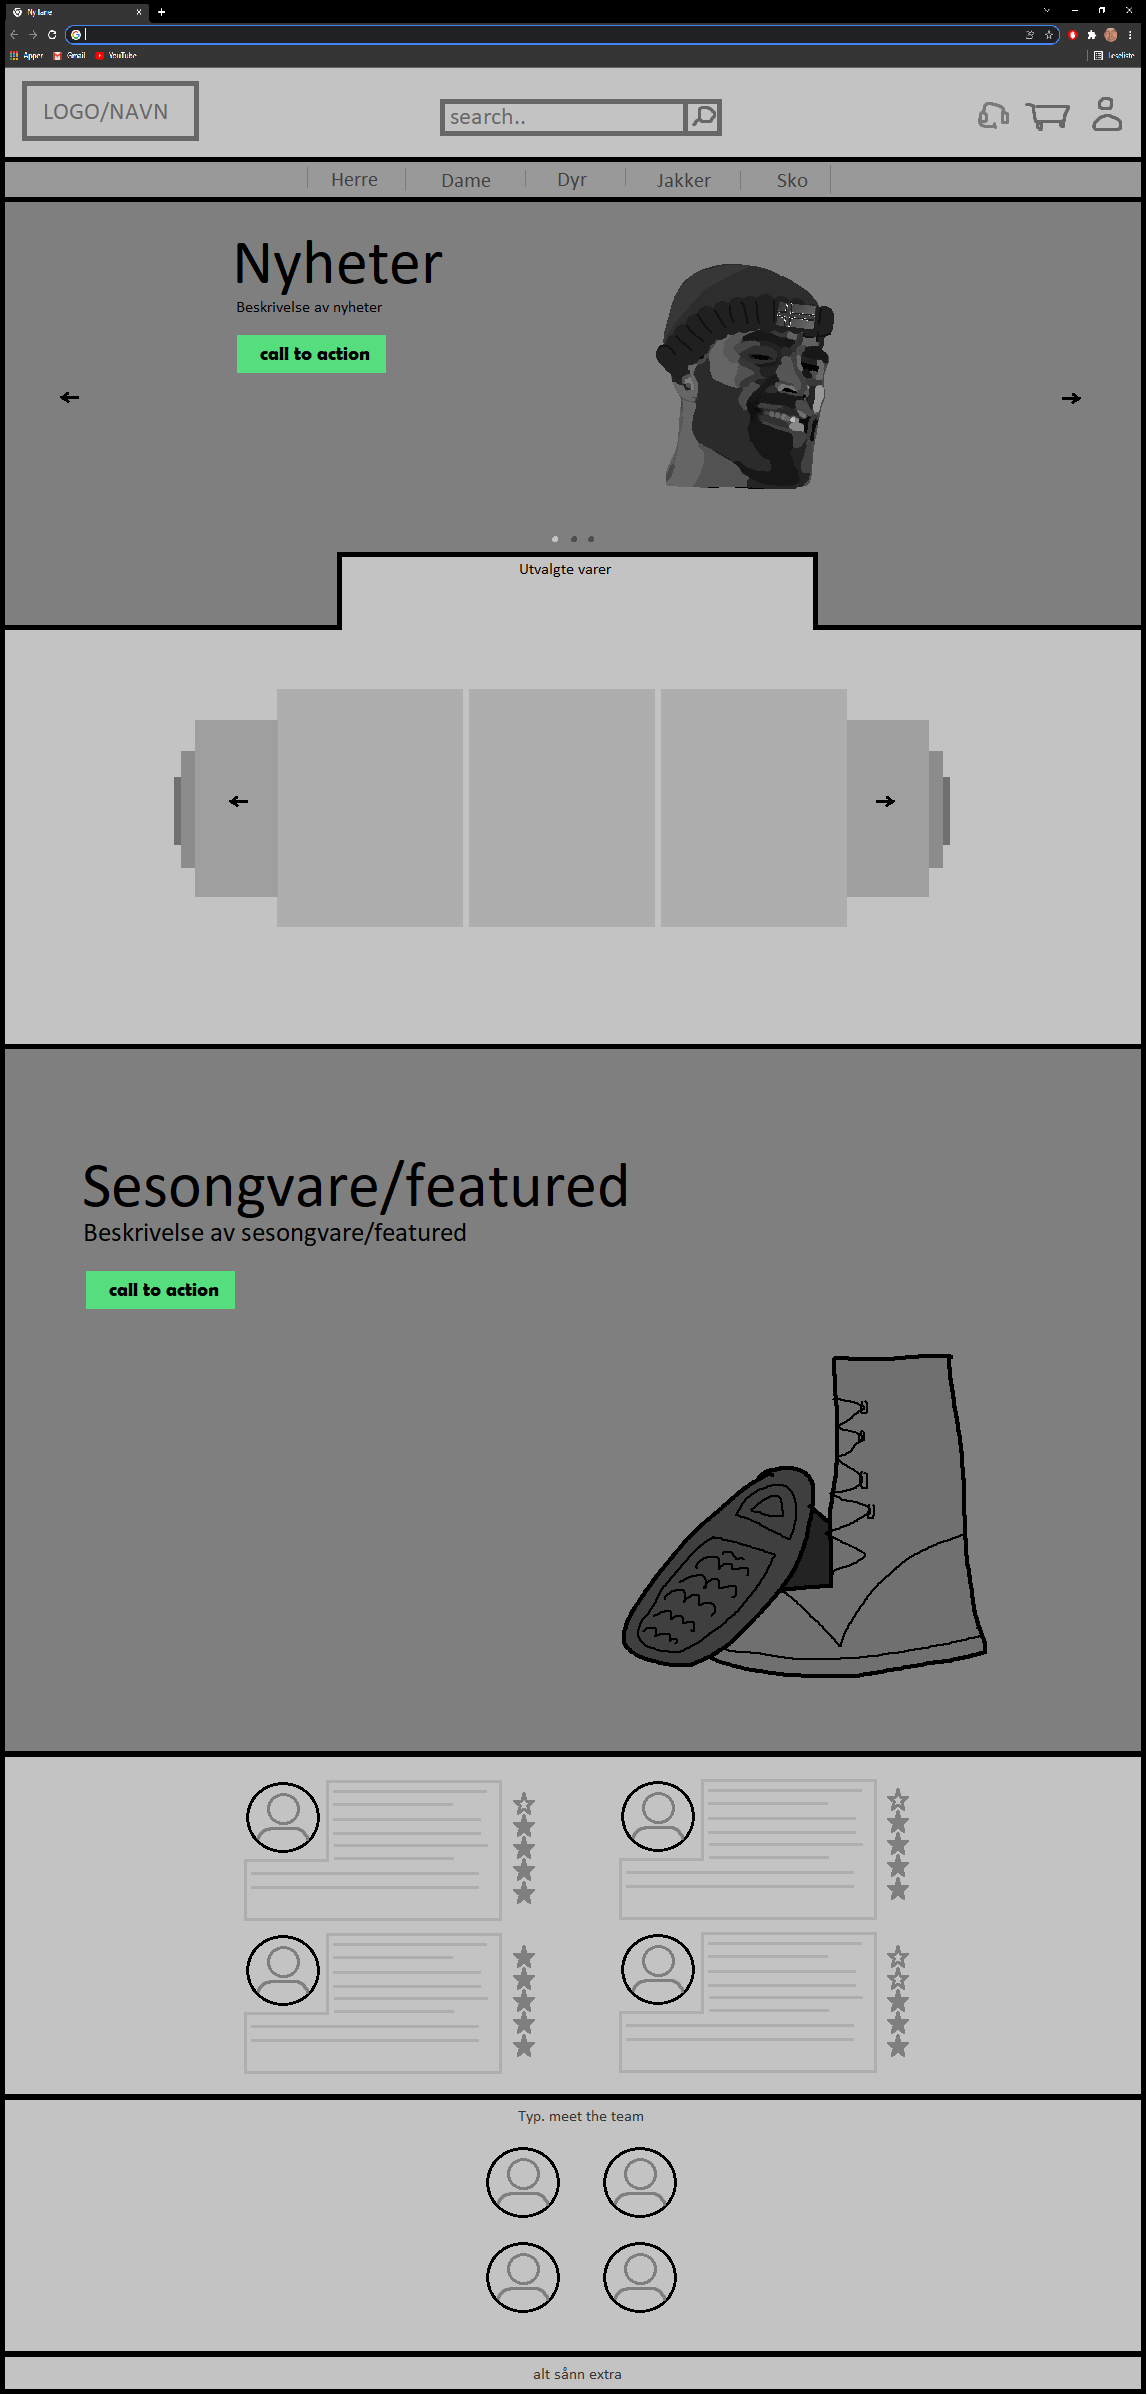 Ny fane
Apper Gmail YouTube Leseliste
LOGO/NAVN
search..
Herre Dame Dyr Jakker Sko
Nyheter
Beskrivelse av nyheter
call to action
Utvalgte varer
Sesongvare/featured
Beskrivelse av sesongvare/featured
call to action
Typ. meet the team
alt sånn extra